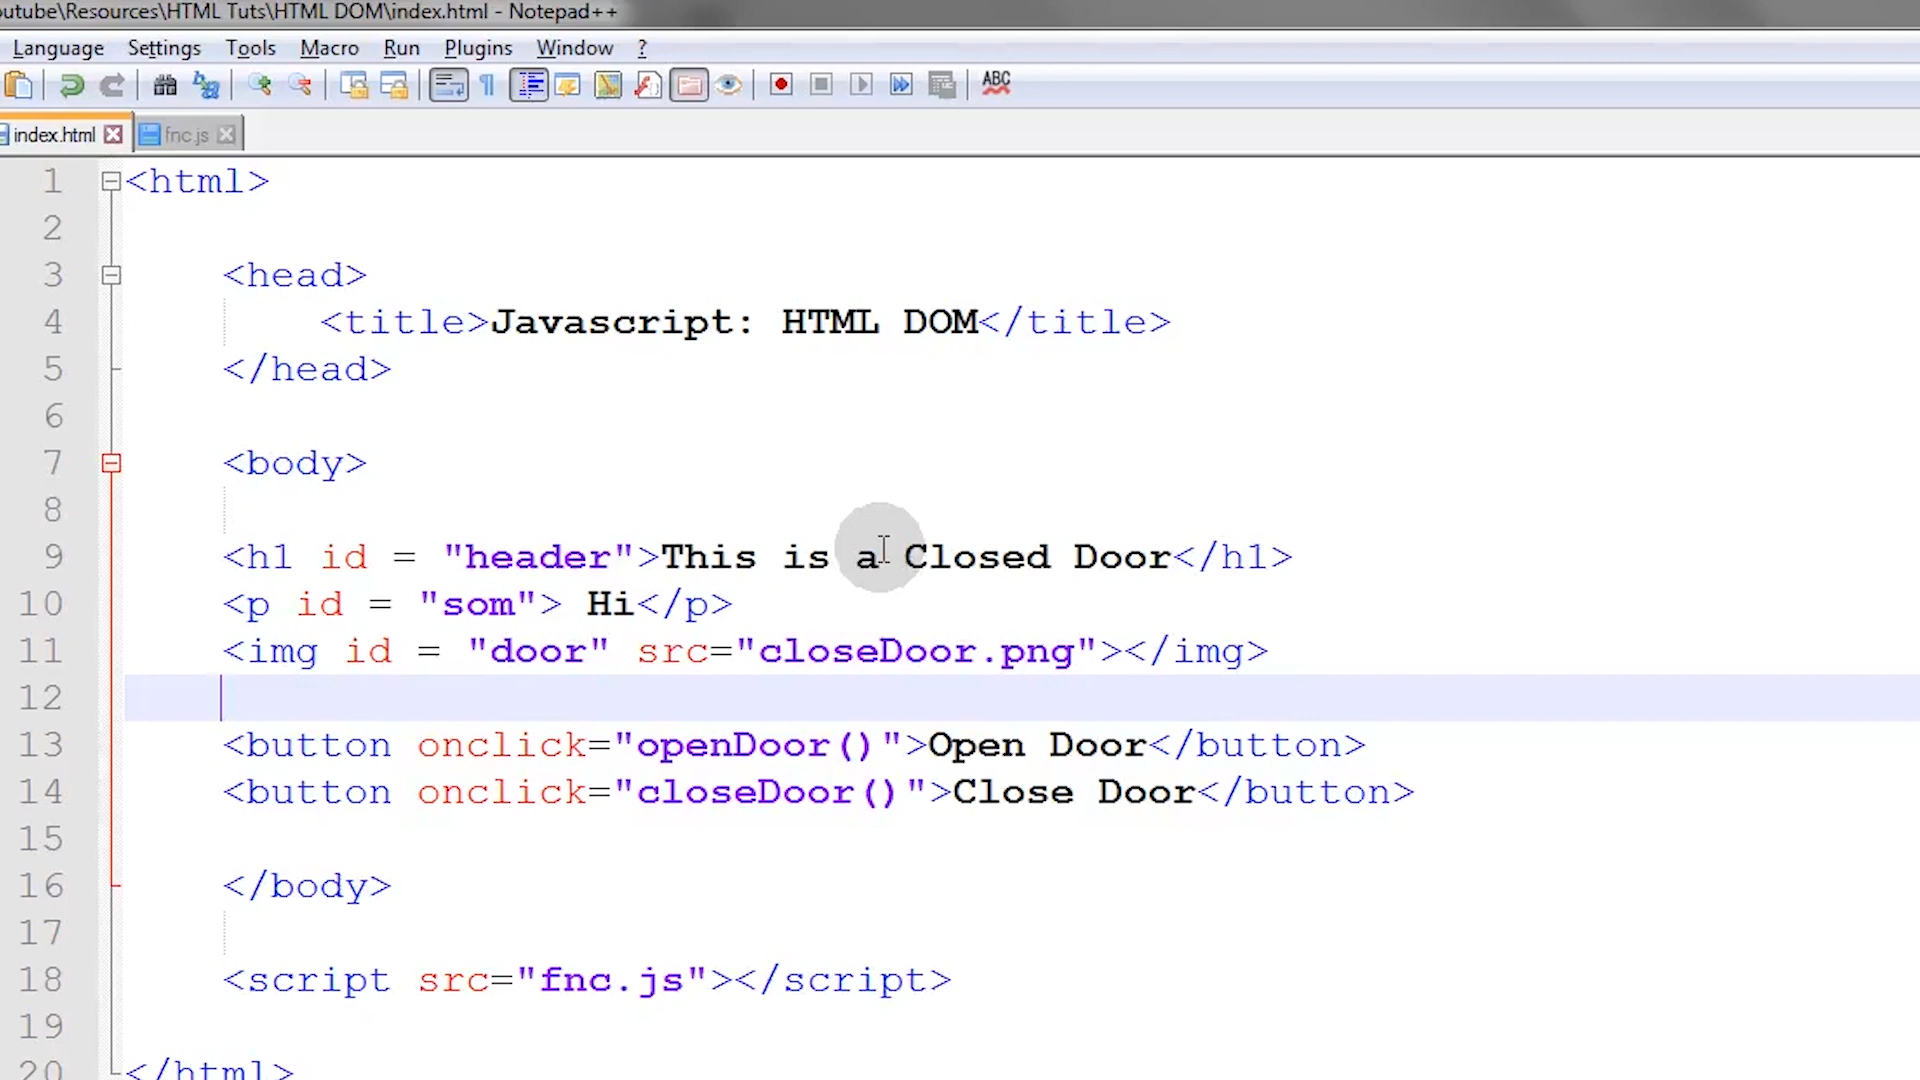 outube\Resources\HTML Tuts\HTML DOM\index.html - Notepad++
Language Settings Tools Macro Run Plugins Window ?
ABC
index.html fnc.js
1 <html>
2
3 <head>
4 <title>Javascript: HTML DOM</title>
5 </head>
6
7 <body>
8
9 <h1 id = "header">This is a Closed Door</h1>
10 <p id = "som"> Hi</p>
11 <img id = "door" src="closeDoor.png"></img>
12
13 <button onclick="openDoor()">Open Door</button>
14 <button onclick="closeDoor()">Close Door</button>
15
16 </body>
17
18 <script src="fnc.js"></script>
19
20 </html>